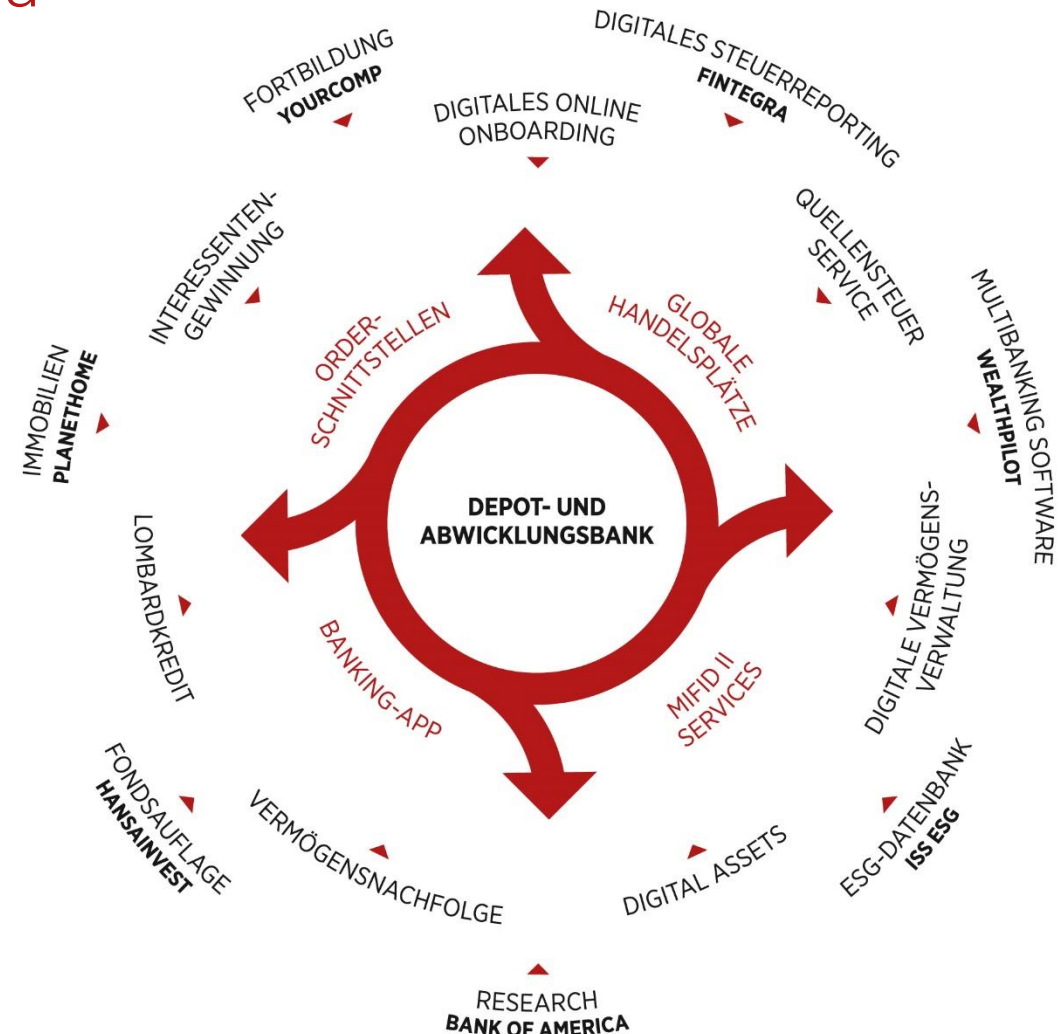 FORTBILDUNG
YOURCOMP
DIGITALES ONLINE
ONBOARDING
DIGITALES STEUERREPORTING
FINTEGRA
INTERESSENTEN-
GEWINNUNG
QUELLENSTEUER
SERVICE
ORDER-
SCHNITTSTELLEN
GLOBALE
HANDELSPLÄTZE
IMMOBILIEN
PLANETHOME
MULTIBANKING SOFTWARE
WEALTHPILOT
DEPOT- UND
ABWICKLUNGSBANK
LOMBARDKREDIT
DIGITALE VERMÖGENS-
VERWALTUNG
BANKING-APP
MIFID II
SERVICES
FONDSAUFLAGE
HANSAINVEST
VERMÖGENSNACHFOLGE
DIGITAL ASSETS
ESG-DATENBANK
ISS ESG
RESEARCH
BANK OF AMERICA